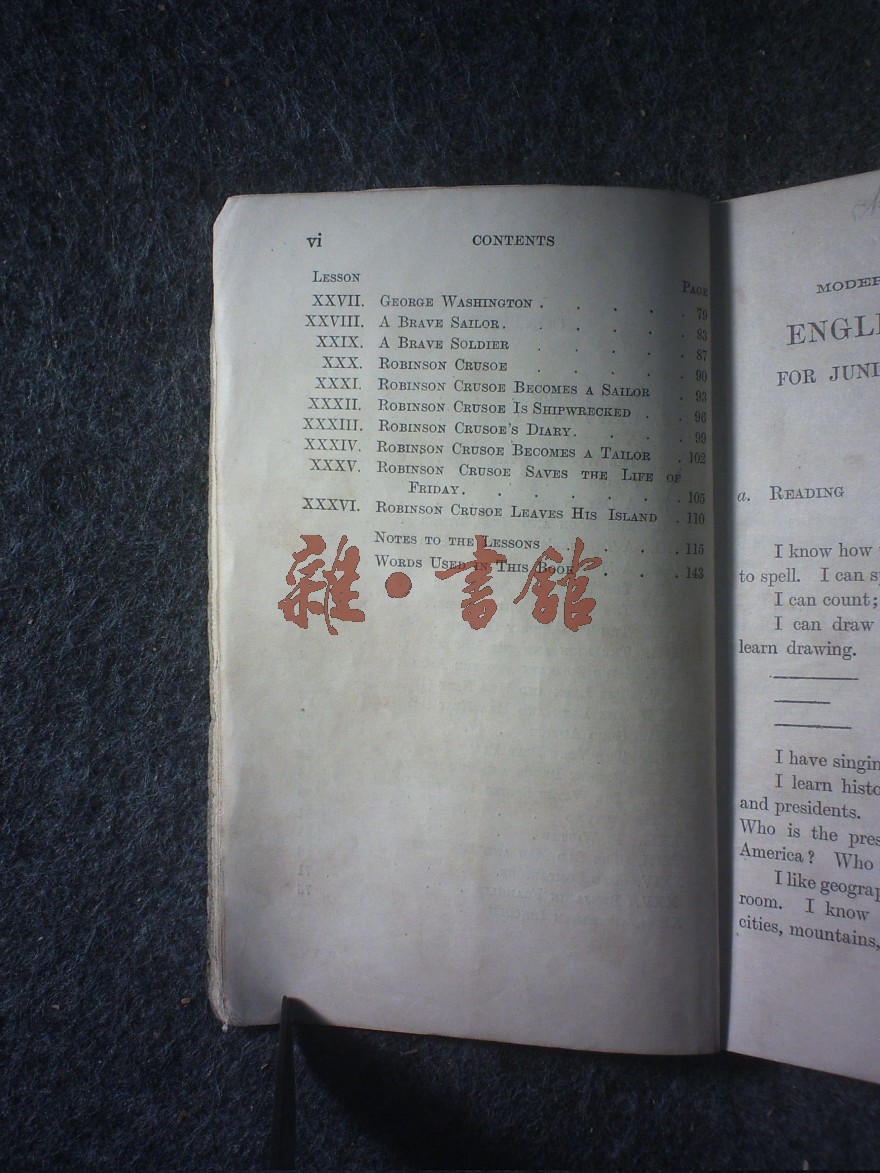 vi CONTENTS
LESSON PAGE
XXVII. GEORGE WASHINGTON . . . . . 79
XXVIII. A BRAVE SAILOR . . . . . 83
XXIX. A BRAVE SOLDIER . . . . . 87
XXX. ROBINSON CRUSOE . . . . . 90
XXXI. ROBINSON CRUSOE BECOMES A SAILOR . . 93
XXXII. ROBINSON CRUSOE IS SHIPWRECKED . . 96
XXXIII. ROBINSON CRUSOE'S DIARY . . . . 99
XXXIV. ROBINSON CRUSOE BECOMES A TAILOR . 102
XXXV. ROBINSON CRUSOE SAVES THE LIFE OF
FRIDAY . . . . . . . 105
XXXVI. ROBINSON CRUSOE LEAVES HIS ISLAND . 110
NOTES TO THE LESSONS . . . . . 115
WORDS USED IN THIS BOOK . . . . 143
雜·書館
MODER
ENGLI
FOR JUNI
a. READING
I know how
to spell. I can s
I can count;
I can draw
learn drawing.
I have singin
I learn histo
and presidents.
Who is the pres
America? Who
I like geograp
room. I know
cities, mountains,